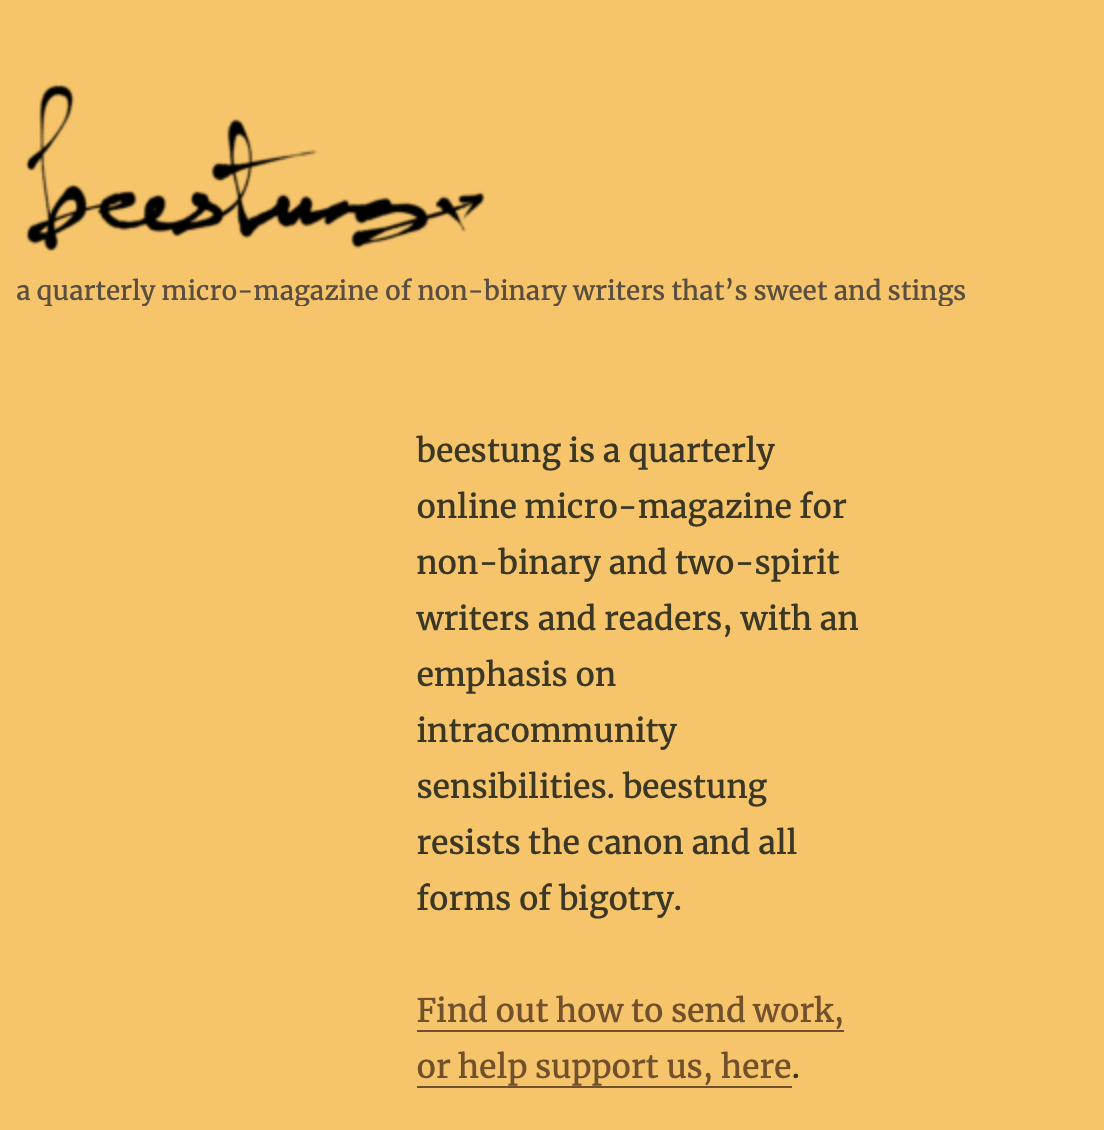 beestung
a quarterly micro-magazine of non-binary writers that’s sweet and stings
beestung is a quarterly
online micro-magazine for
non-binary and two-spirit
writers and readers, with an
emphasis on
intracommunity
sensibilities. beestung
resists the canon and all
forms of bigotry.
Find out how to send work,
or help support us, here.